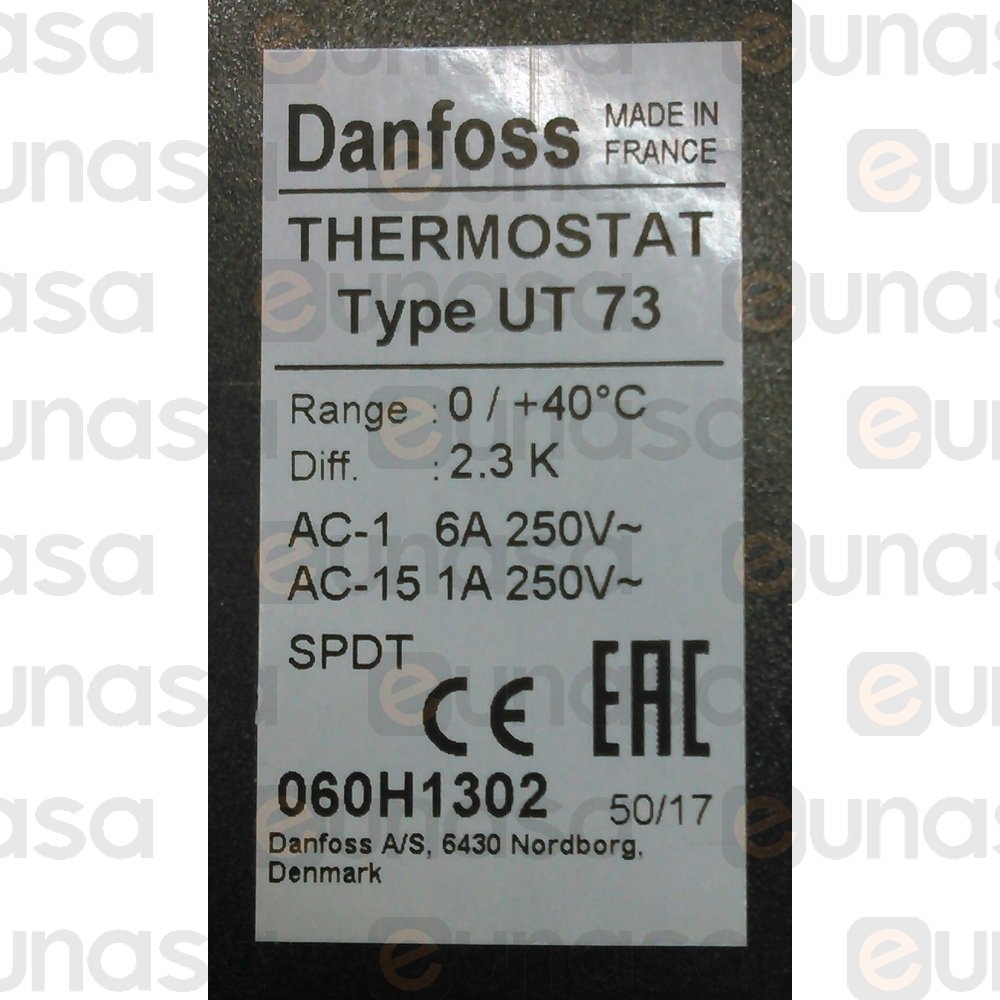 Danfoss MADE IN FRANCE
THERMOSTAT
Type UT 73
Range : 0 / +40°C
Diff. : 2.3 K
AC-1 6A 250V~
AC-15 1A 250V~
SPDT
CE EAC
060H1302 50/17
Danfoss A/S, 6430 Nordborg,
Denmark
eunasa